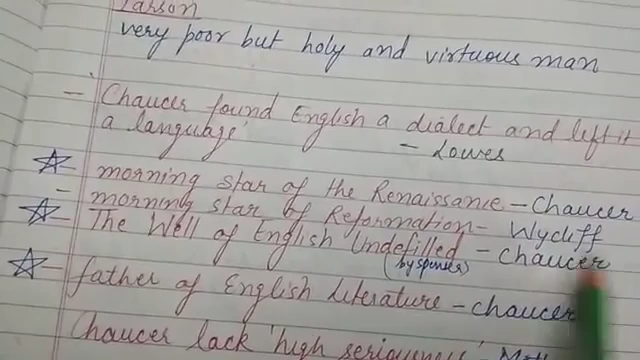 Parson
very poor but holy and virtuous man
- Chaucer found English a dialect and left it
a language'
- Lowes
morning star of the Renaissance - Chaucer
- morning star of Reformation - Wycliff
- The Well of English Undefilled - Chaucer
(by Spenser)
father of English Literature - Chaucer
Chaucer lack 'high seriousness'